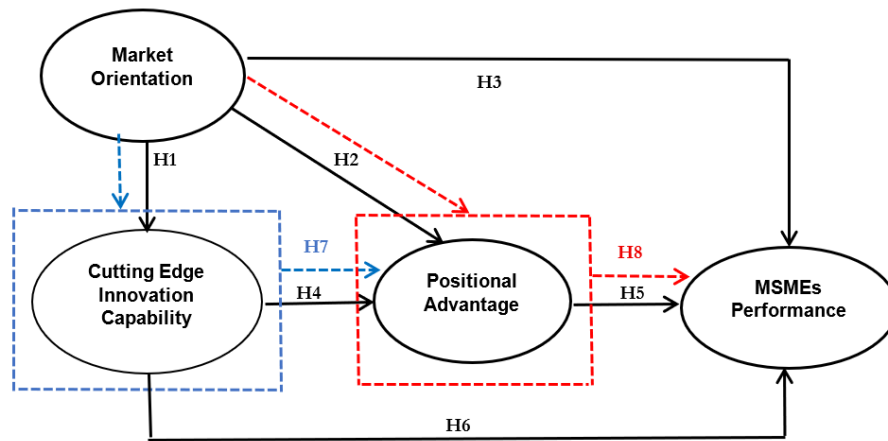 Market
Orientation
H3
H1
H2
H7
H8
Cutting Edge
Innovation
Capability
H4
Positional
Advantage
H5
MSMEs
Performance
H6